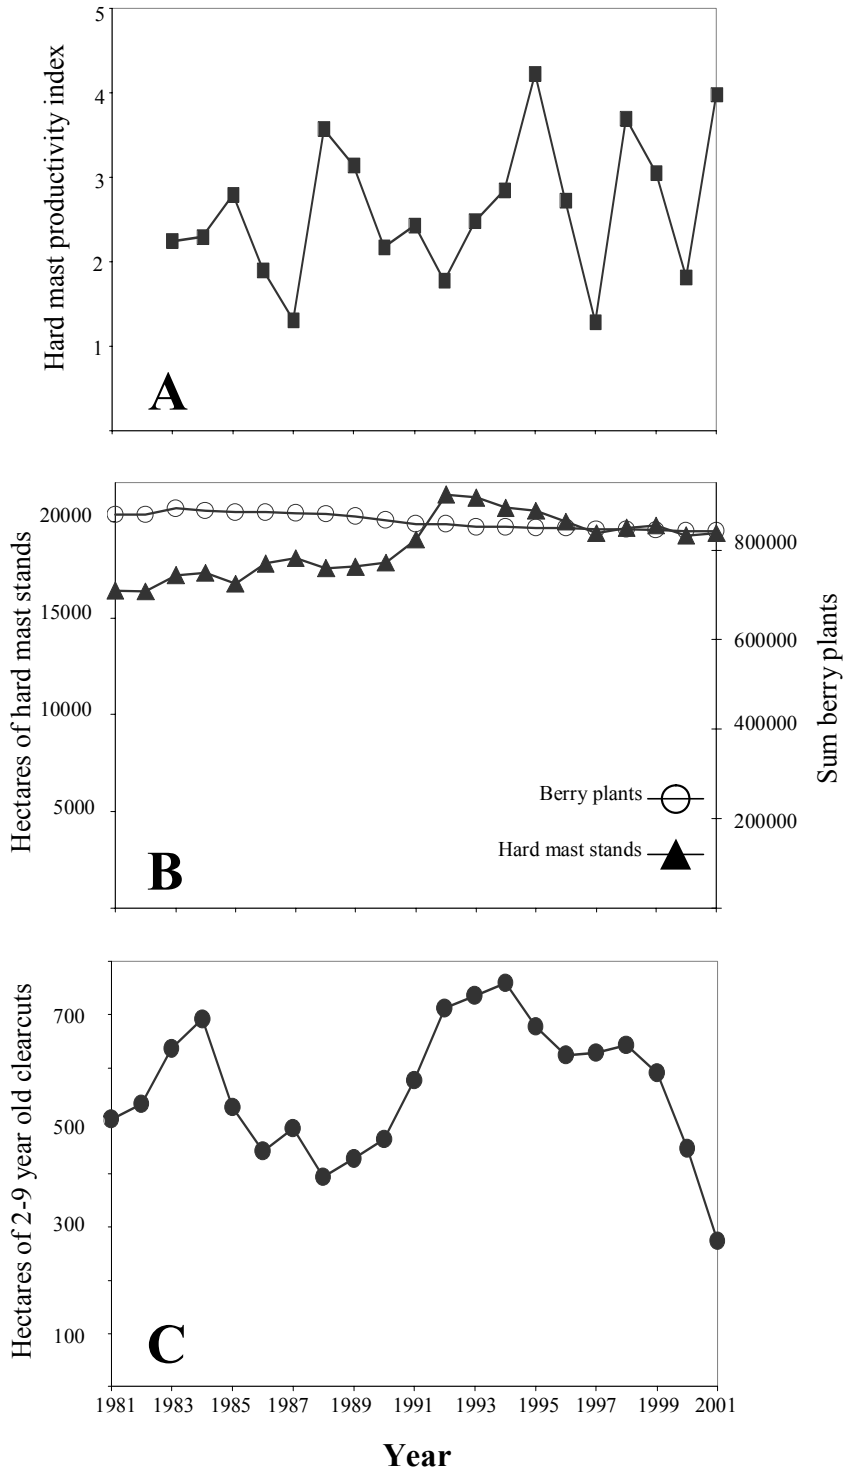 Hard mast productivity index
5
4
3
2
1
A
Hectares of hard mast stands
20000
15000
10000
5000
800000
600000
400000
200000
Sum berry plants
Berry plants
Hard mast stands
B
Hectares of 2-9 year old clearcuts
700
500
300
100
C
1981 1983 1985 1987 1989 1991 1993 1995 1997 1999 2001
Year